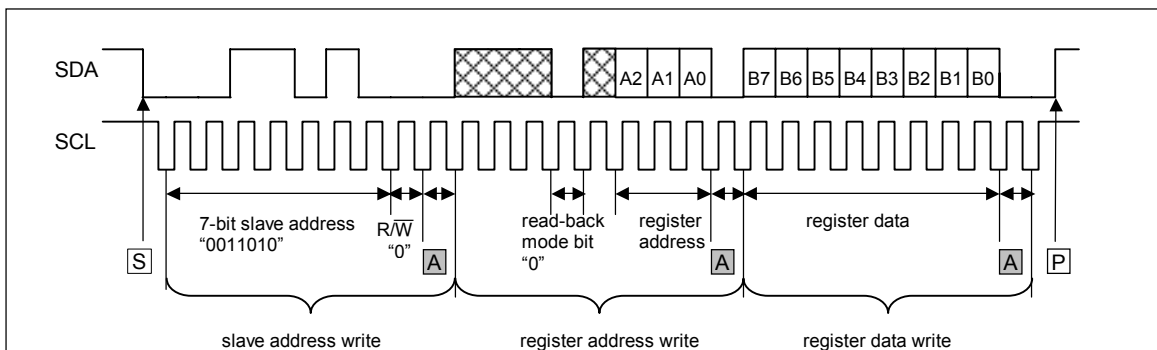 SDA
A2 A1 A0 B7 B6 B5 B4 B3 B2 B1 B0
SCL
7-bit slave address
“0011010”
R/W̅
“0”
read-back
mode bit
“0”
register
address
register data
S
A
A
A
P
slave address write
register address write
register data write